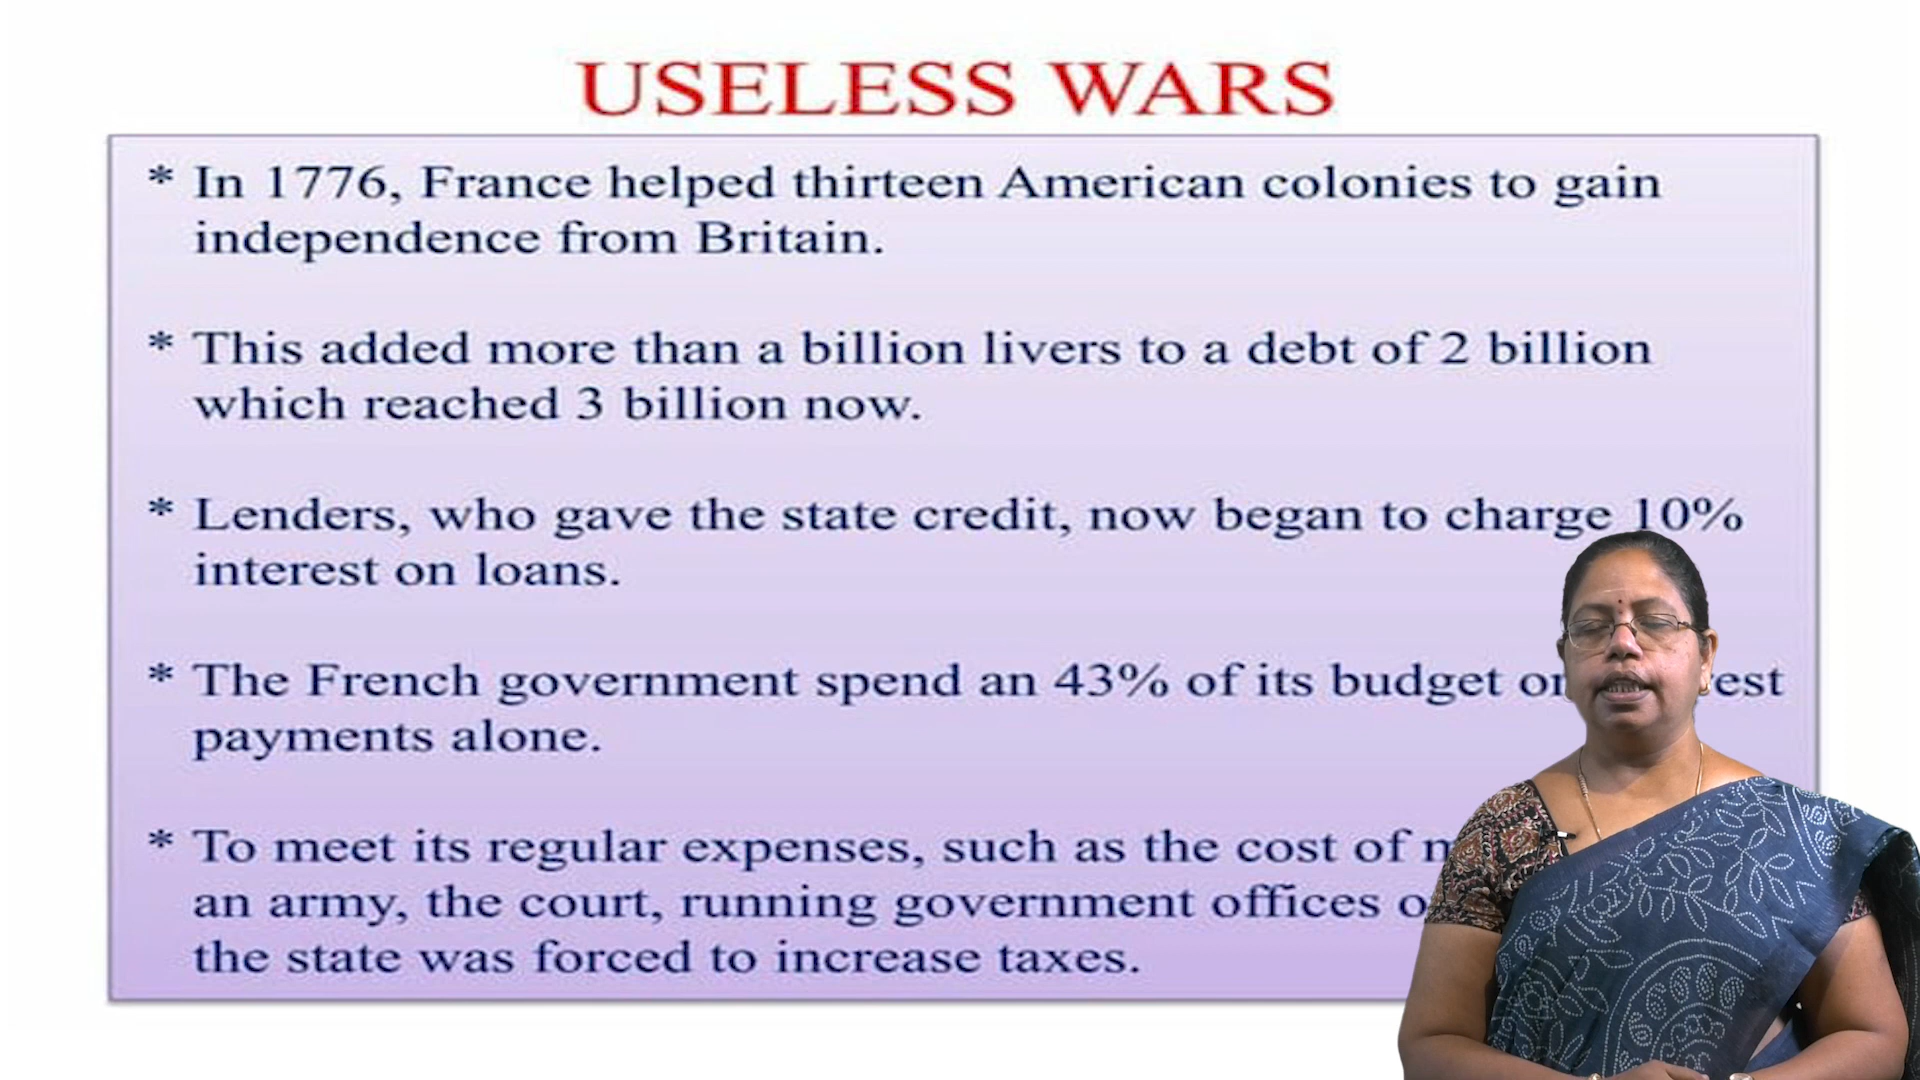 USELESS WARS
* In 1776, France helped thirteen American colonies to gain
independence from Britain.
* This added more than a billion livers to a debt of 2 billion
which reached 3 billion now.
* Lenders, who gave the state credit, now began to charge 10%
interest on loans.
* The French government spend an 43% of its budget
payments alone.
* To meet its regular expenses, such as the cost of
an army, the court, running government offices
the state was forced to increase taxes.